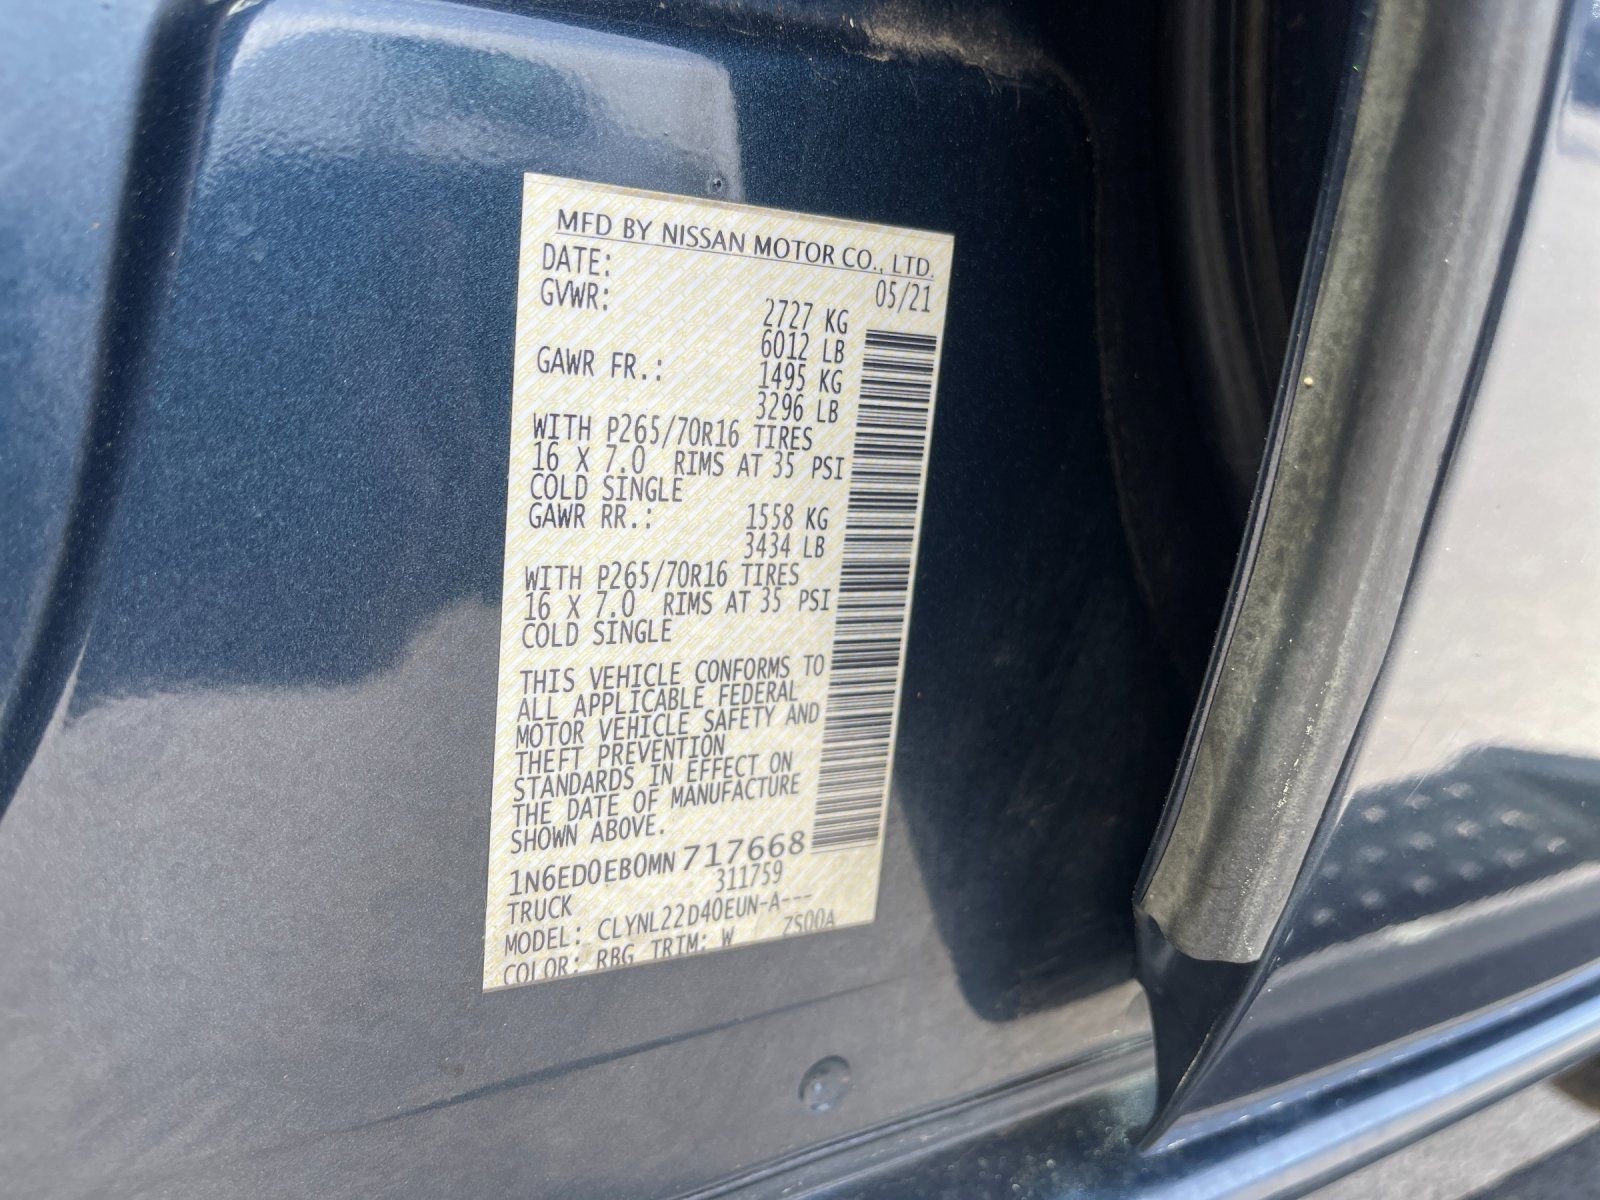 MFD BY NISSAN MOTOR CO., LTD.
DATE: 05/21
GVWR: 2727 KG
6012 LB
GAWR FR.: 1495 KG
3296 LB
WITH P265/70R16 TIRES
16 X 7.0 RIMS AT 35 PSI
COLD SINGLE
GAWR RR.: 1558 KG
3434 LB
WITH P265/70R16 TIRES
16 X 7.0 RIMS AT 35 PSI
COLD SINGLE
THIS VEHICLE CONFORMS TO
ALL APPLICABLE FEDERAL
MOTOR VEHICLE SAFETY AND
THEFT PREVENTION
STANDARDS IN EFFECT ON
THE DATE OF MANUFACTURE
SHOWN ABOVE.
1N6ED0EB0MN 717668
TRUCK 311759
MODEL: CLYNL22D40EUN-A---
COLOR: RBG TRIM: W ZS00A